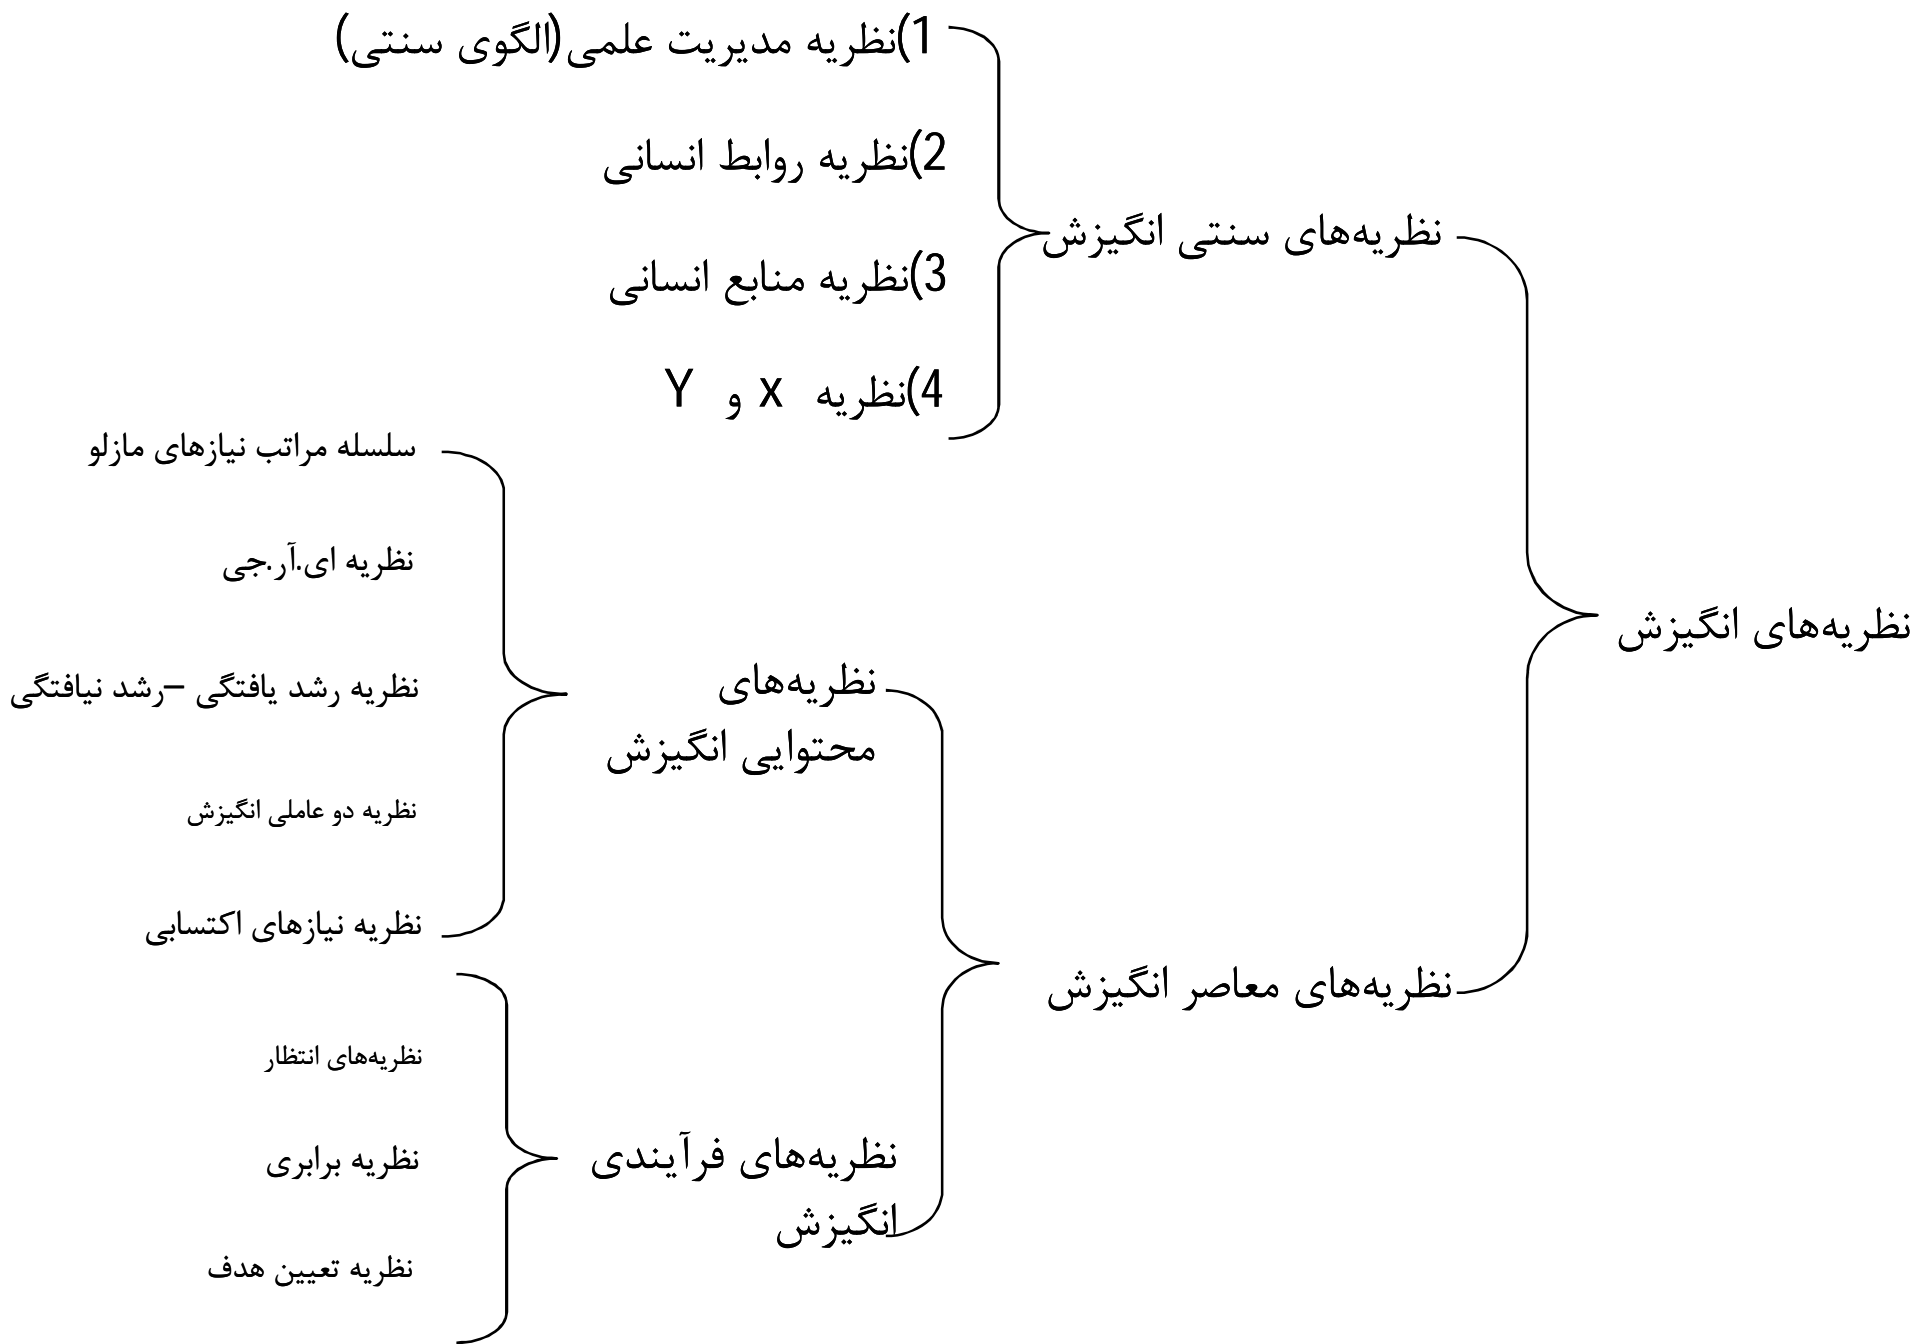 نظریه‌های انگیزش
نظریه‌های سنتی انگیزش
1)نظریه مدیریت علمی(الگوی سنتی)
2)نظریه روابط انسانی
3)نظریه منابع انسانی
4)نظریه x و Y
نظریه‌های معاصر انگیزش
نظریه‌های
محتوایی انگیزش
سلسله مراتب نیازهای مازلو
نظریه ای.آر.جی
نظریه رشد یافتگی –رشد نیافتگی
نظریه دو عاملی انگیزش
نظریه نیازهای اکتسابی
نظریه‌های فرآیندی
انگیزش
نظریه‌های انتظار
نظریه برابری
نظریه تعیین هدف